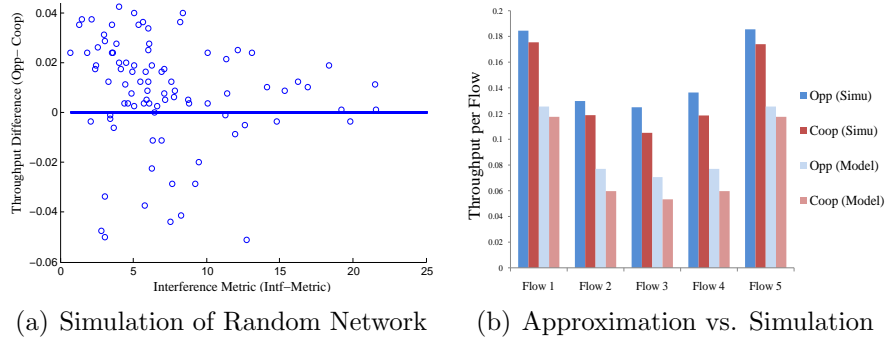 0.04
0.02
0
−0.02
−0.04
−0.06
Throughput Difference (Opp− Coop)
0 5 10 15 20 25
Interference Metric (Intf−Metric)
(a) Simulation of Random Network
0.2
0.18
0.16
0.14
0.12
0.1
0.08
0.06
0.04
0.02
0
Throughput per Flow
Flow 1 Flow 2 Flow 3 Flow 4 Flow 5
Opp (Simu)
Coop (Simu)
Opp (Model)
Coop (Model)
(b) Approximation vs. Simulation